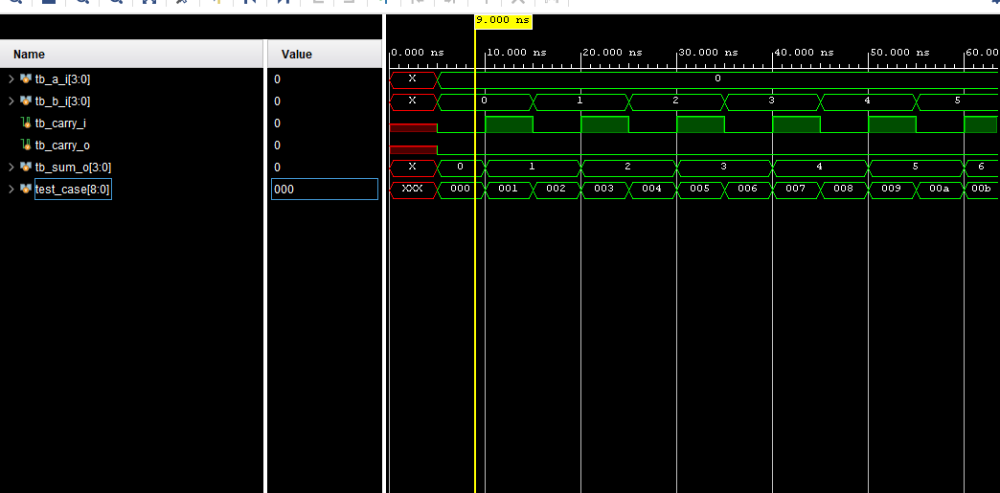 9.000 ns
Name Value
0.000 ns 10.000 ns 20.000 ns 30.000 ns 40.000 ns 50.000 ns 60.00
tb_a_i[3:0] 0 X 0
tb_b_i[3:0] 0 X 0 1 2 3 4 5
tb_carry_i 0
tb_carry_o 0
tb_sum_o[3:0] 0 X 0 1 2 3 4 5 6
test_case[8:0] 000 XXX 000 001 002 003 004 005 006 007 008 009 00a 00b